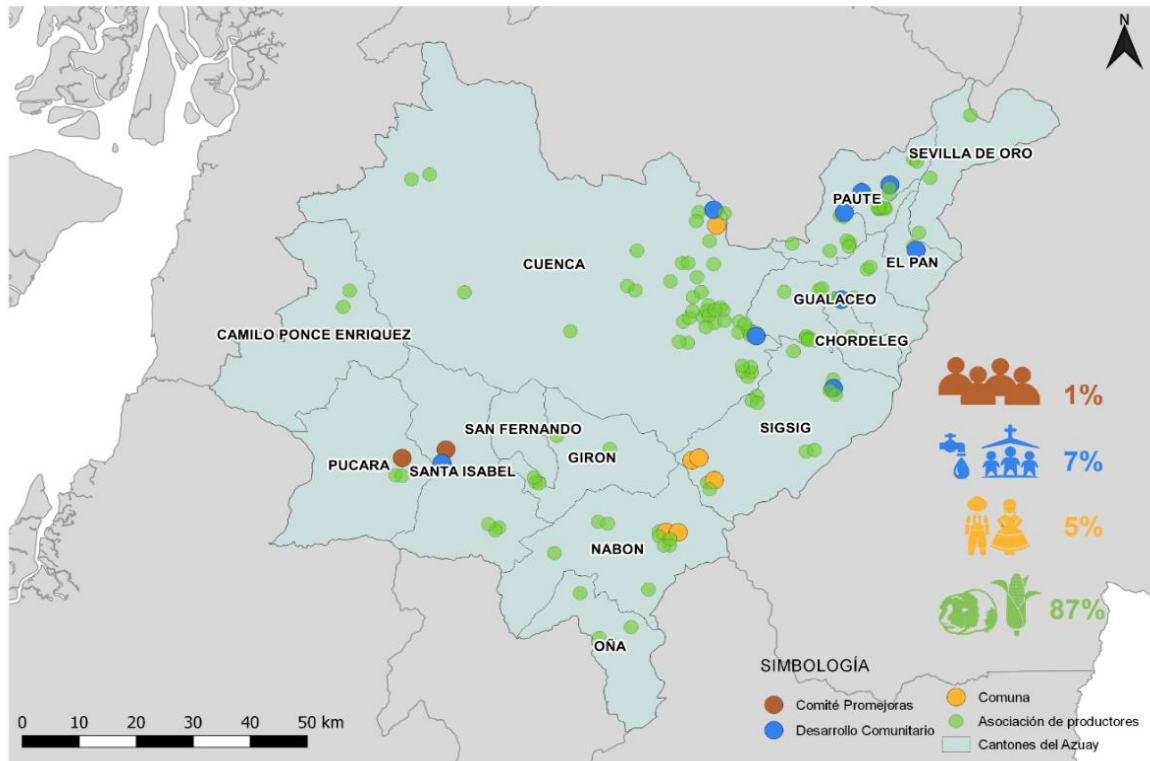 N
SEVILLA DE ORO
PAUTE
EL PAN
CUENCA
GUALACEO
CAMILO PONCE ENRIQUEZ
CHORDELEG
1%
SAN FERNANDO
SIGSIG
7%
GIRON
PUCARA
SANTA ISABEL
5%
NABON
87%
OÑA
SIMBOLOGÍA
Comité Promejoras
Desarrollo Comunitario
Comuna
Asociación de productores
Cantones del Azuay
0 10 20 30 40 50 km